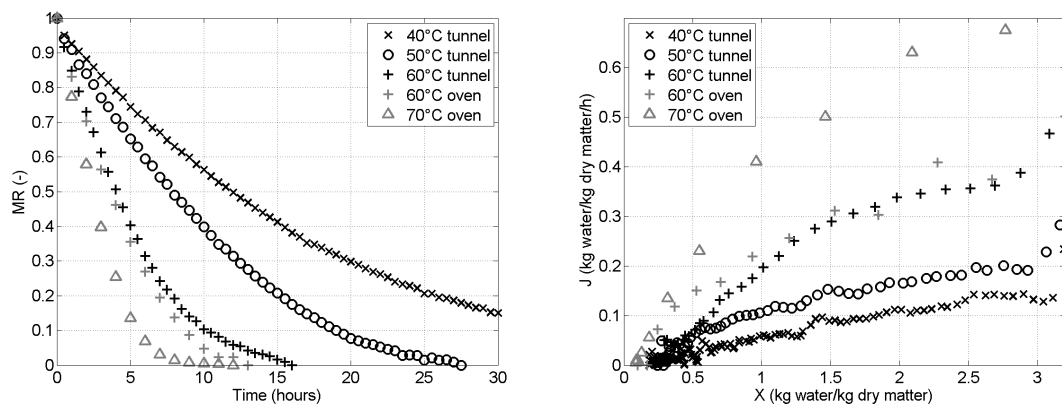 1
0.9
0.8
0.7
0.6
0.5
0.4
0.3
0.2
0.1
0
0 5 10 15 20 25 30
MR (-)
Time (hours)
40°C tunnel
50°C tunnel
60°C tunnel
60°C oven
70°C oven
0.6
0.5
0.4
0.3
0.2
0.1
0
0 0.5 1 1.5 2 2.5 3
J (kg water/kg dry matter/h)
X (kg water/kg dry matter)
40°C tunnel
50°C tunnel
60°C tunnel
60°C oven
70°C oven